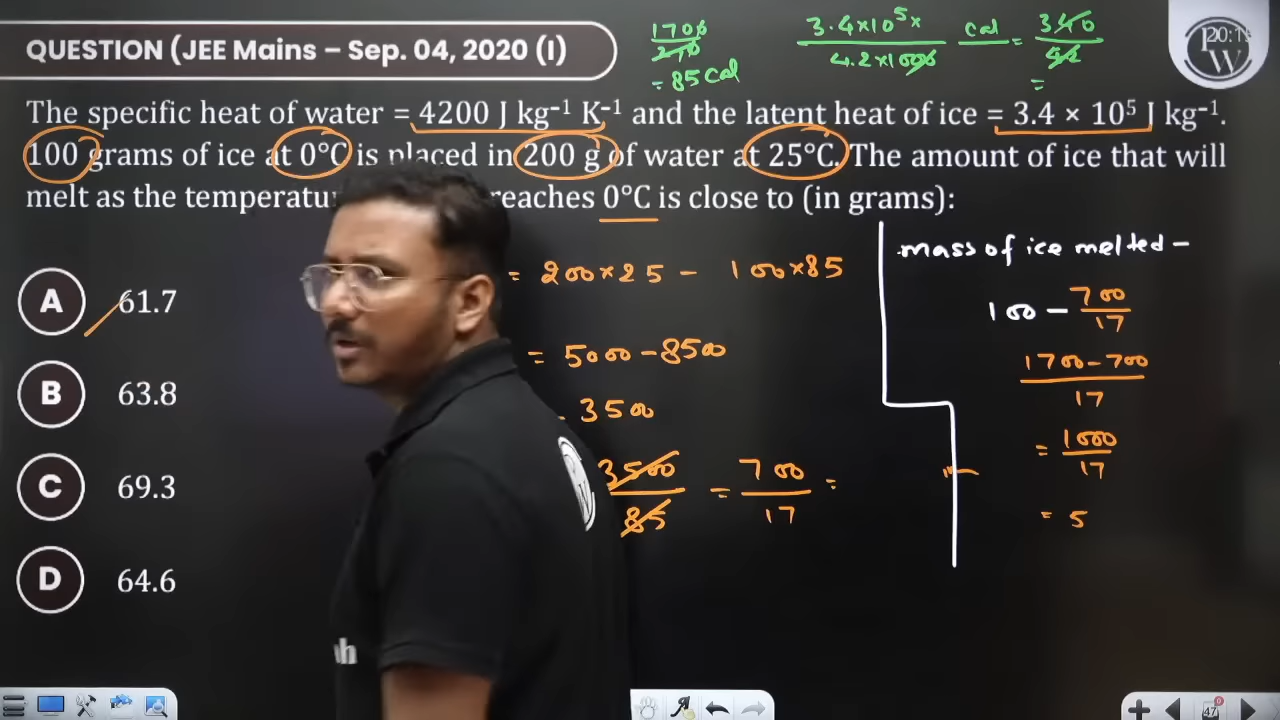 QUESTION (JEE Mains – Sep. 04, 2020 (I)
1700
= 85 Cal
3.4×10⁵×
4.2×1000
cal
=
340
=
20:1
W
The specific heat of water = 4200 J kg⁻¹ K⁻¹ and the latent heat of ice = 3.4 × 10⁵ J kg⁻¹.
100 grams of ice at 0°C is placed in 200 g of water at 25°C. The amount of ice that will
melt as the temperatu reaches 0°C is close to (in grams):
A 61.7
B 63.8
C 69.3
D 64.6
= 200×25 – 100×85
= 5000 – 8500
3500
3500
85
= 700
17
=
mass of ice melted –
100 – 700
17
1700 – 700
17
= 1000
17
= 5
h
47